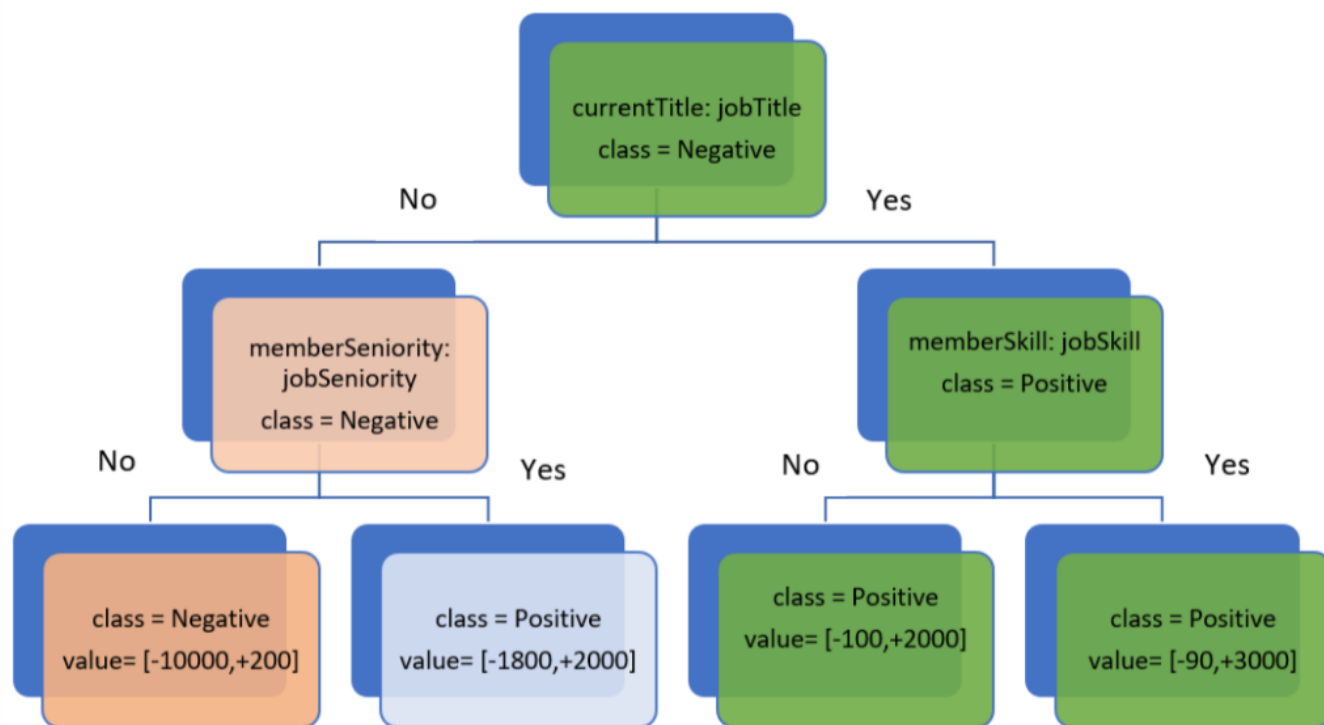 currentTitle: jobTitle
class = Negative
No
Yes
memberSeniority:
jobSeniority
class = Negative
memberSkill: jobSkill
class = Positive
No
Yes
No
Yes
class = Negative
value= [-10000,+200]
class = Positive
value= [-1800,+2000]
class = Positive
value= [-100,+2000]
class = Positive
value= [-90,+3000]